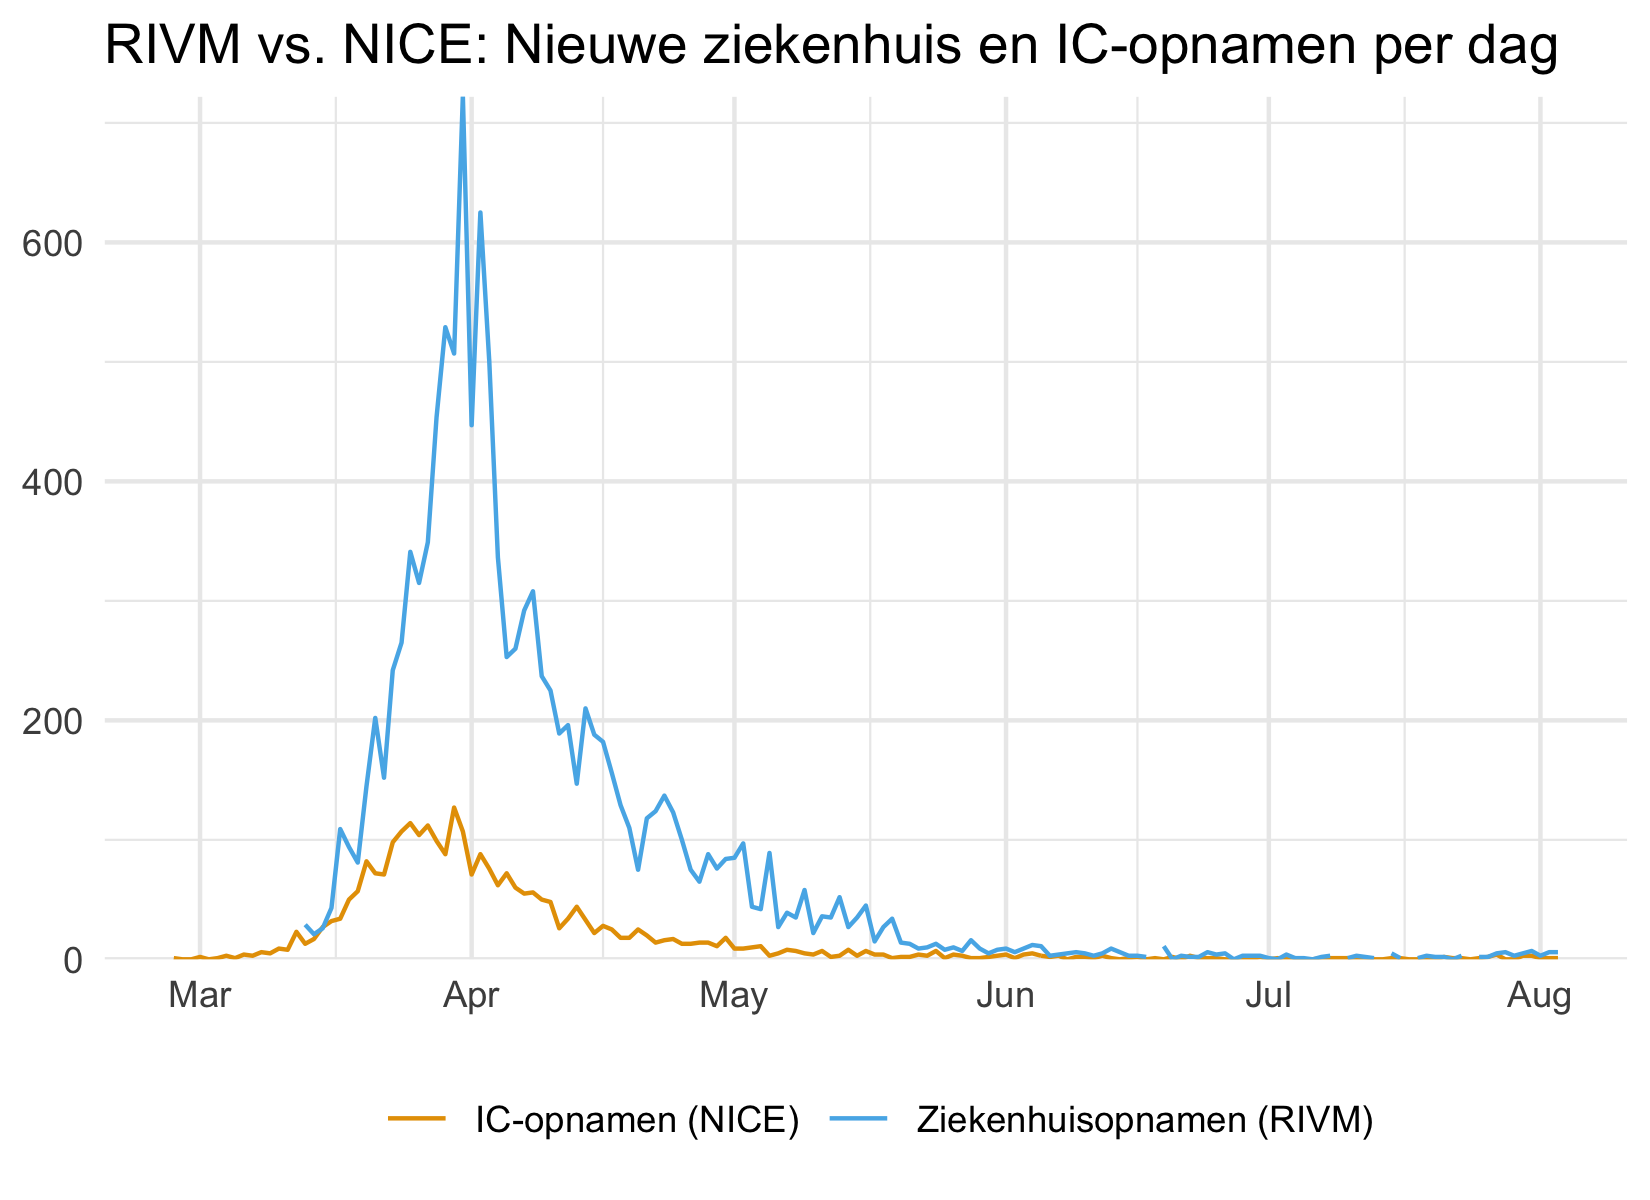 RIVM vs. NICE: Nieuwe ziekenhuis en IC-opnamen per dag
600
400
200
0
Mar Apr May Jun Jul Aug
IC-opnamen (NICE) Ziekenhuisopnamen (RIVM)